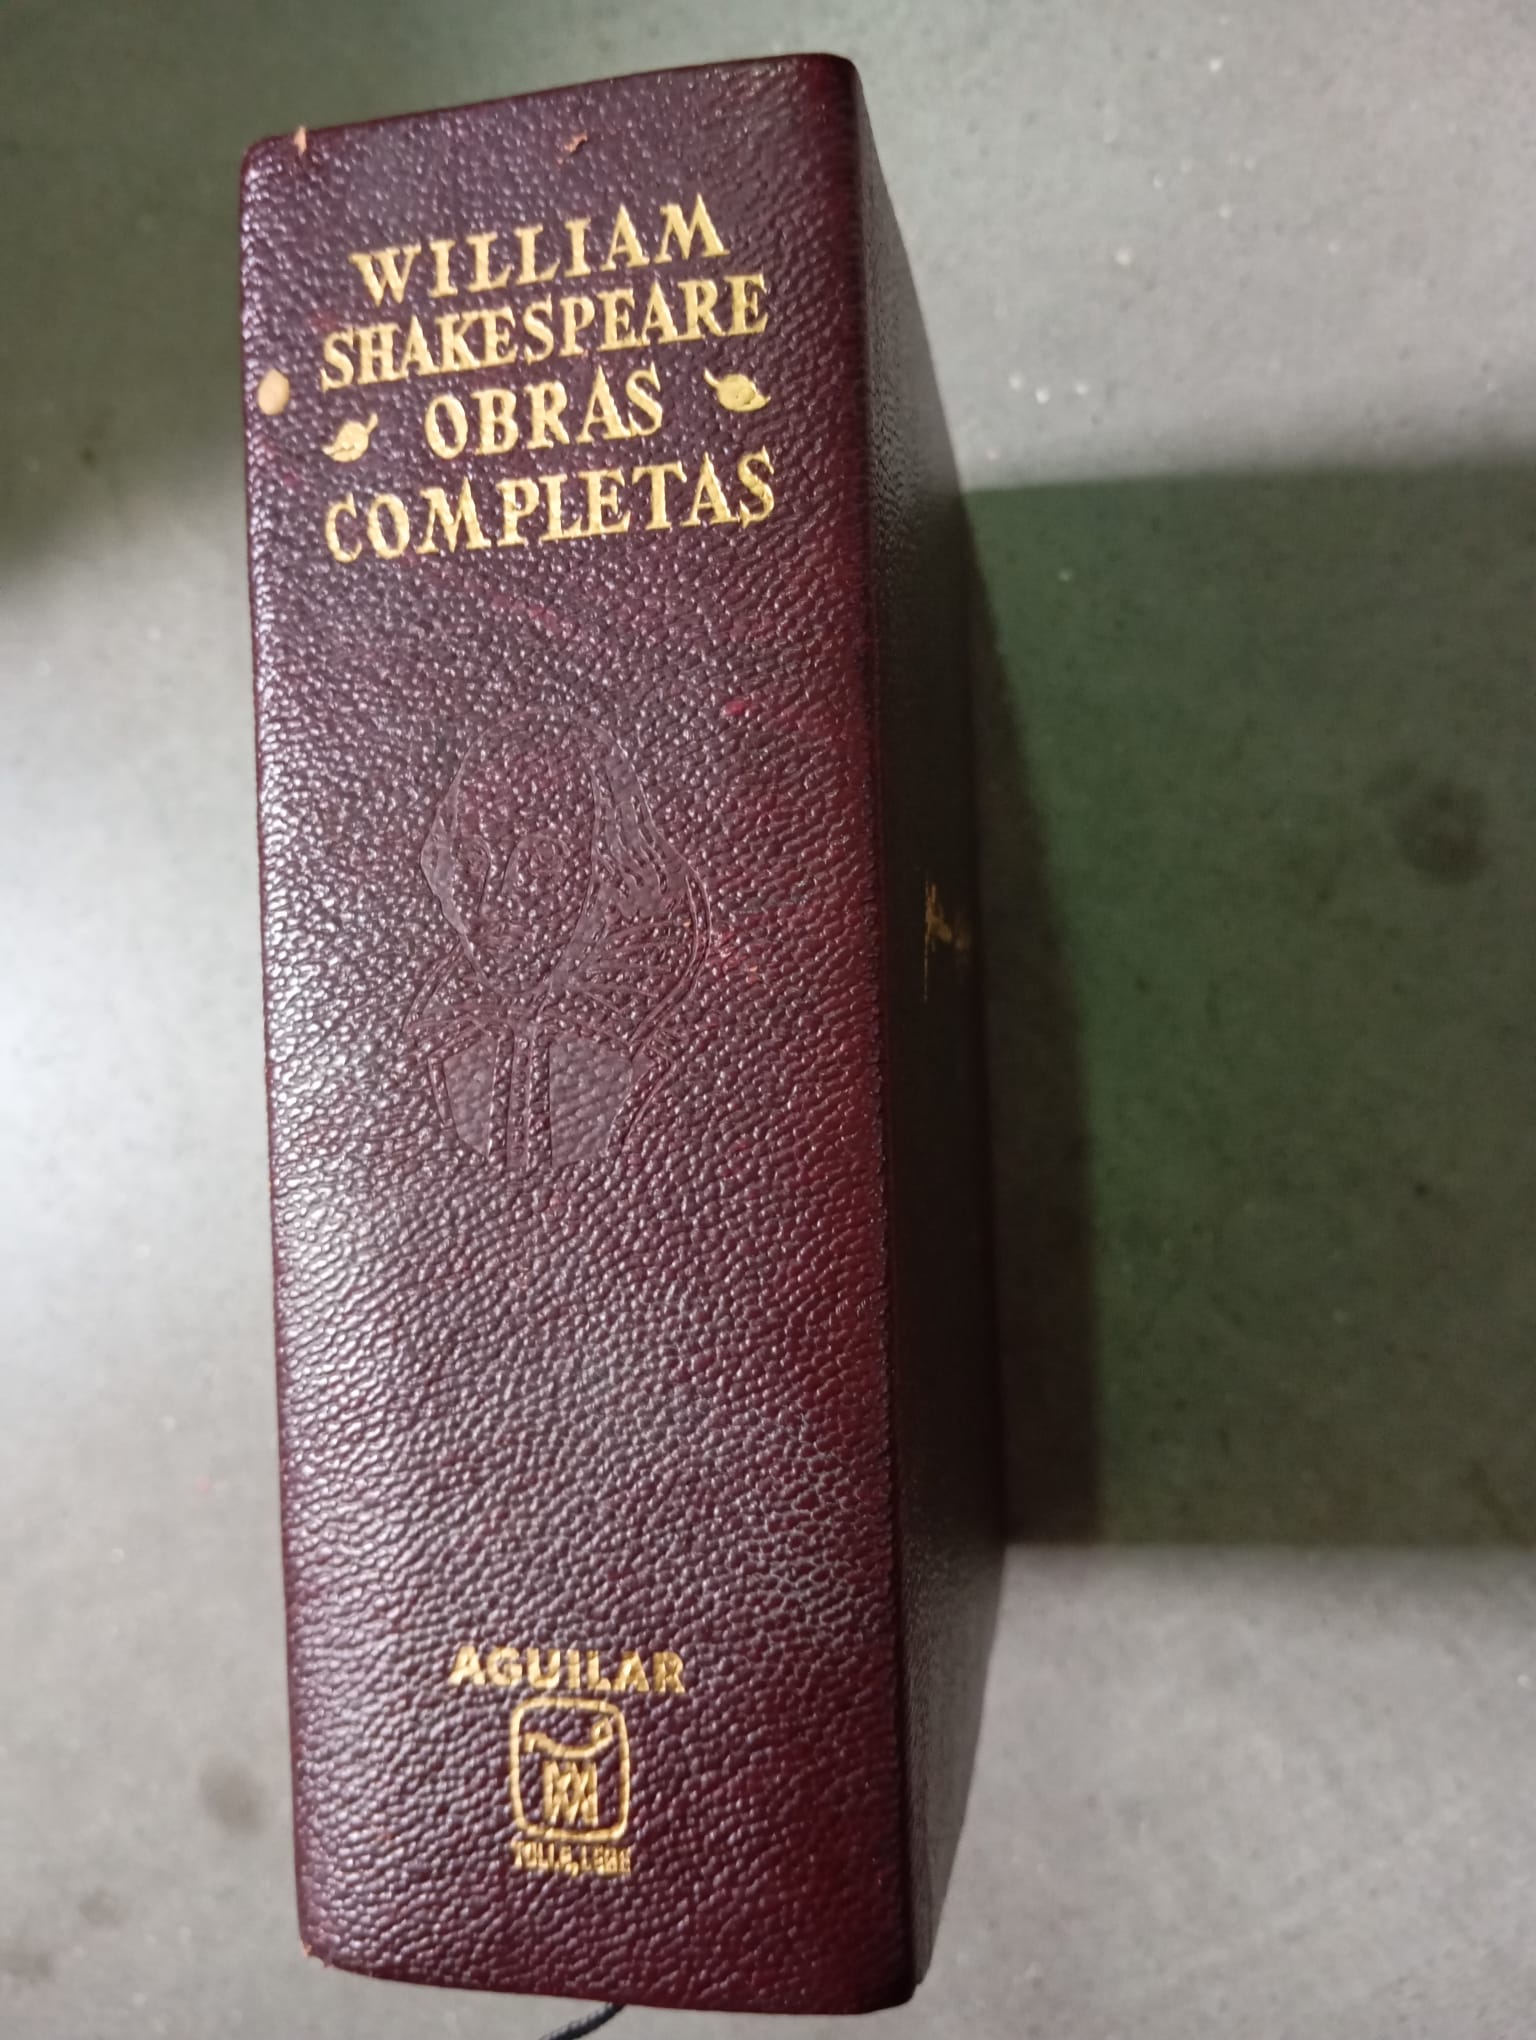 WILLIAM
SHAKESPEARE
OBRAS
COMPLETAS
AGUILAR
TOLLE, LEGE